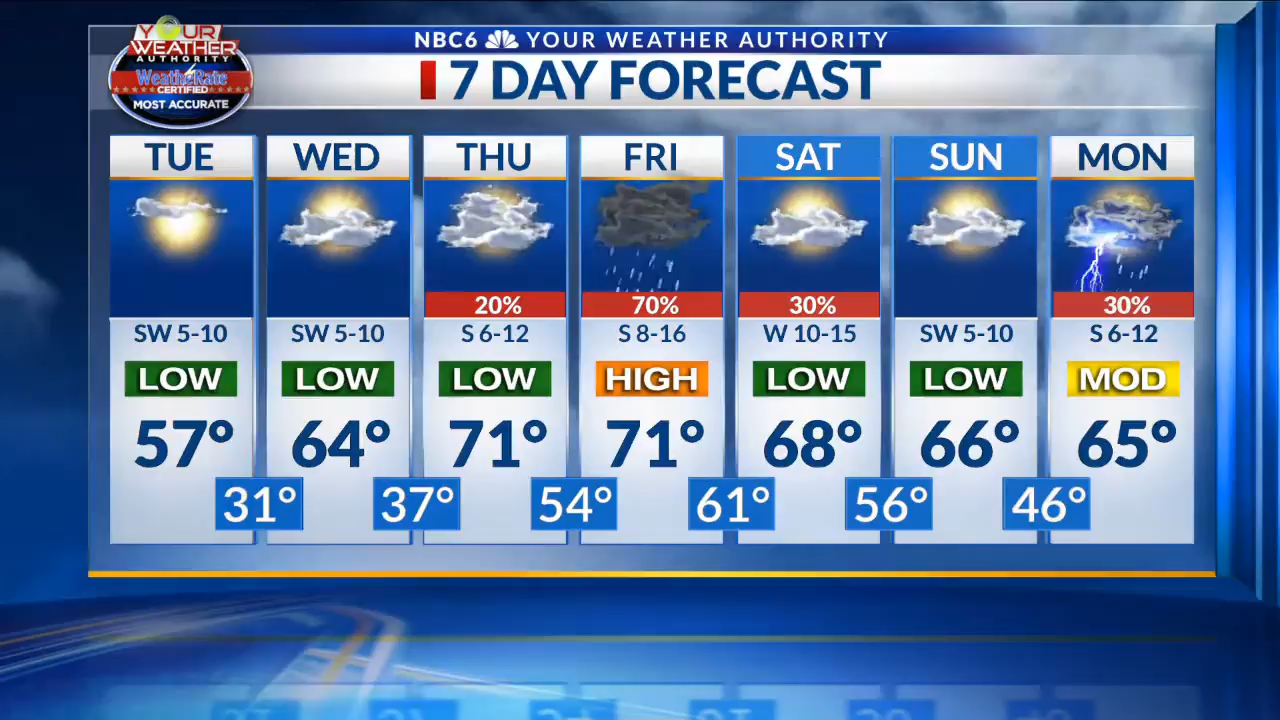 YOUR
WEATHER
AUTHORITY
WeatheRate
CERTIFIED
MOST ACCURATE
NBC6 YOUR WEATHER AUTHORITY
7 DAY FORECAST
TUE WED THU FRI SAT SUN MON
20% 70% 30% 30%
SW 5-10 SW 5-10 S 6-12 S 8-16 W 10-15 SW 5-10 S 6-12
LOW LOW LOW HIGH LOW LOW MOD
57° 64° 71° 71° 68° 66° 65°
31° 37° 54° 61° 56° 46°